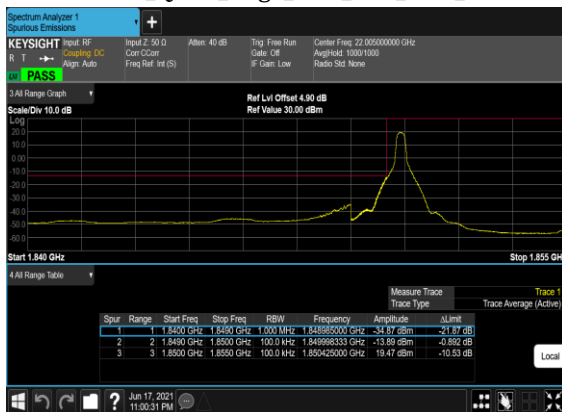 Spectrum Analyzer 1
Spurious Emissions
+
KEYSIGHT Input: RF Input Z: 50 Ω Atten: 40 dB Trig: Free Run Center Freq: 22.005000000 GHz
R T Coupling: DC Corr CCorr Gate: Off Avg|Hold: 1000/1000
Align: Auto Freq Ref: Int (S) IF Gain: Low Radio Std: None
PASS
3 All Range Graph
Ref Lvl Offset 4.90 dB
Scale/Div 10.0 dB Ref Value 30.00 dBm
Log
20.0
10.0
0.00
-10.0
-20.0
-30.0
-40.0
-50.0
-60.0
Start 1.840 GHz Stop 1.855 GH
4 All Range Table
Measure Trace Trace 1
Trace Type Trace Average (Active)
Spur Range Start Freq Stop Freq RBW Frequency Amplitude ΔLimit
1 1 1.8400 GHz 1.8490 GHz 1.000 MHz 1.848985000 GHz -34.87 dBm -21.87 dB
2 2 1.8490 GHz 1.8500 GHz 100.0 kHz 1.849998333 GHz -13.89 dBm -0.892 dB
3 3 1.8500 GHz 1.8550 GHz 100.0 kHz 1.850425000 GHz 19.47 dBm -10.53 dB
Local
? Jun 17, 2021
11:00:31 PM